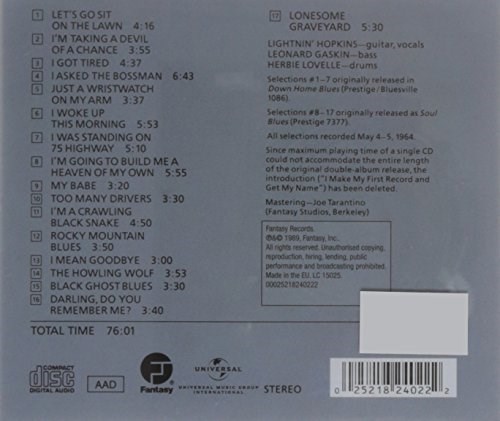 1 LET'S GO SIT
ON THE LAWN 4:16
2 I'M TAKING A DEVIL
OF A CHANCE 3:55
3 I GOT TIRED 4:37
4 I ASKED THE BOSSMAN 6:43
5 JUST A WRISTWATCH
ON MY ARM 3:37
6 I WOKE UP
THIS MORNING 5:53
7 I WAS STANDING ON
75 HIGHWAY 5:10
8 I'M GOING TO BUILD ME A
HEAVEN OF MY OWN 5:55
9 MY BABE 3:20
10 TOO MANY DRIVERS 3:30
11 I'M A CRAWLING
BLACK SNAKE 4:50
12 ROCKY MOUNTAIN
BLUES 3:50
13 I MEAN GOODBYE 3:00
14 THE HOWLING WOLF 3:53
15 BLACK GHOST BLUES 3:30
16 DARLING, DO YOU
REMEMBER ME? 3:40
TOTAL TIME 76:01
17 LONESOME
GRAVEYARD 5:30
LIGHTNIN' HOPKINS—guitar, vocals
LEONARD GASKIN—bass
HERBIE LOVELLE—drums
Selections #1–7 originally released in
Down Home Blues (Prestige/Bluesville
1086).
Selections #8–17 originally released as Soul
Blues (Prestige 7377).
All selections recorded May 4–5, 1964.
Since maximum playing time of a single CD
could not accommodate the entire length
of the original double-album release, the
introduction ("I Make My First Record and
Get My Name") has been deleted.
Mastering—Joe Tarantino
(Fantasy Studios, Berkeley)
Fantasy Records
℗&© 1989, Fantasy, Inc.
All rights reserved. Unauthorised copying,
reproduction, hiring, lending, public
performance and broadcasting prohibited.
Made in the EU. LC 15025.
00025218240222
COMPACT
disc
DIGITAL AUDIO
AAD
F
Fantasy
UNIVERSAL
UNIVERSAL MUSIC GROUP
INTERNATIONAL
STEREO
0 25218 24022 2